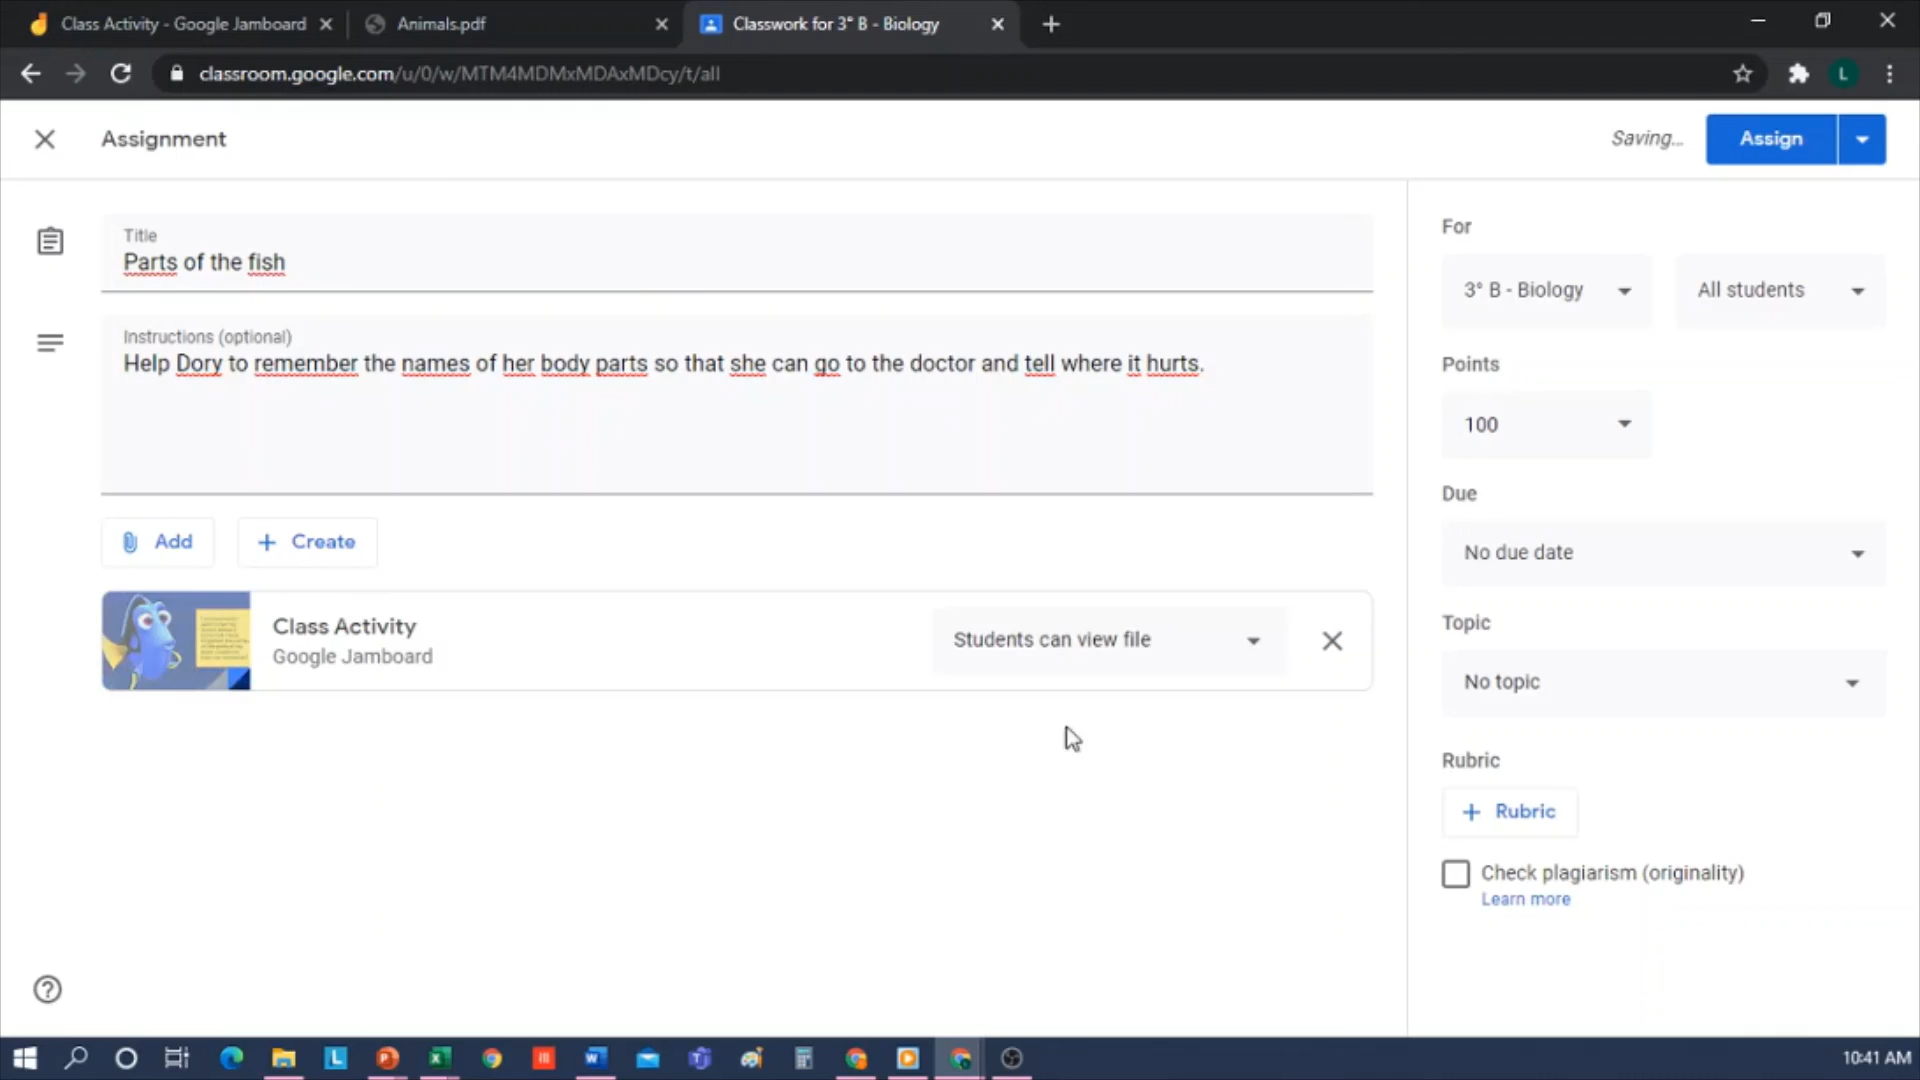 Class Activity - Google Jamboard
Animals.pdf
Classwork for 3° B - Biology
classroom.google.com/u/0/w/MTM4MDMxMDAxMDcy/t/all
L
Assignment
Saving...
Assign
Title
Parts of the fish
Instructions (optional)
Help Dory to remember the names of her body parts so that she can go to the doctor and tell where it hurts.
Add
Create
Class Activity
Google Jamboard
Students can view file
For
3° B - Biology
All students
Points
100
Due
No due date
Topic
No topic
Rubric
Rubric
Check plagiarism (originality)
Learn more
10:41 AM